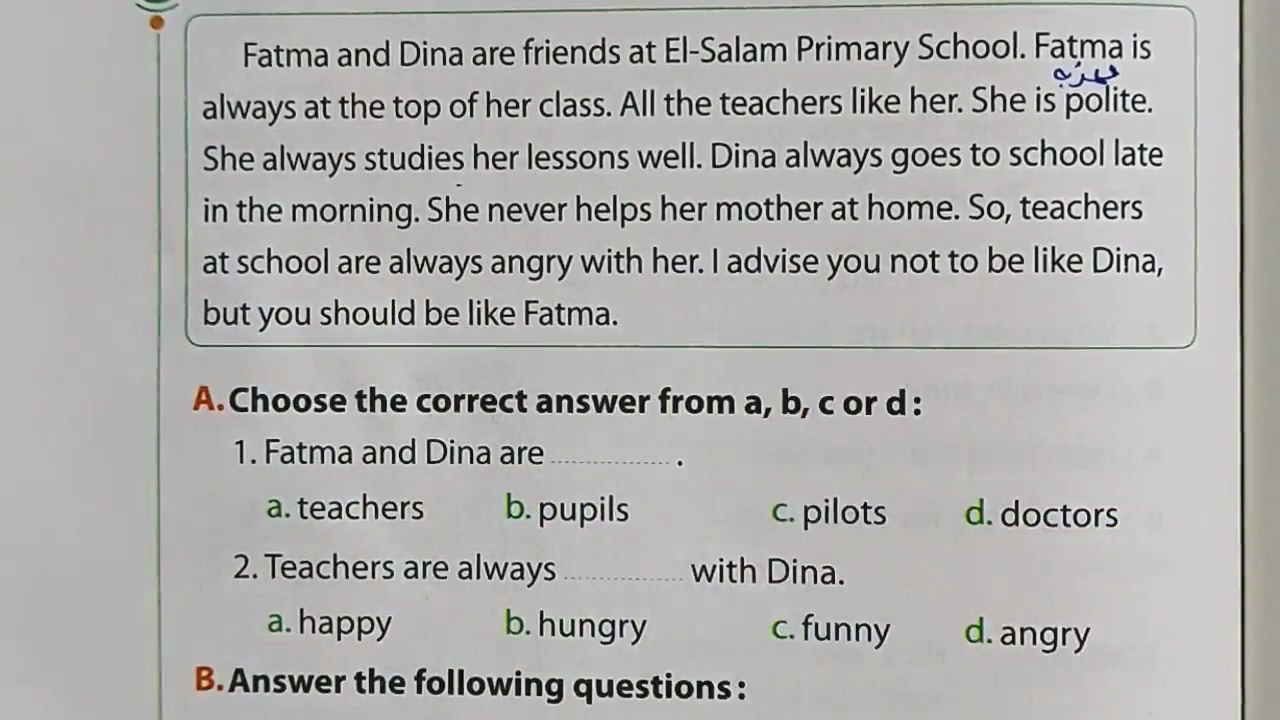 Fatma and Dina are friends at El-Salam Primary School. Fatma is
always at the top of her class. All the teachers like her. She is polite.
She always studies her lessons well. Dina always goes to school late
in the morning. She never helps her mother at home. So, teachers
at school are always angry with her. I advise you not to be like Dina,
but you should be like Fatma.
A. Choose the correct answer from a, b, c or d:
1. Fatma and Dina are ............ .
a. teachers b. pupils c. pilots d. doctors
2. Teachers are always ............ with Dina.
a. happy b. hungry c. funny d. angry
B. Answer the following questions: